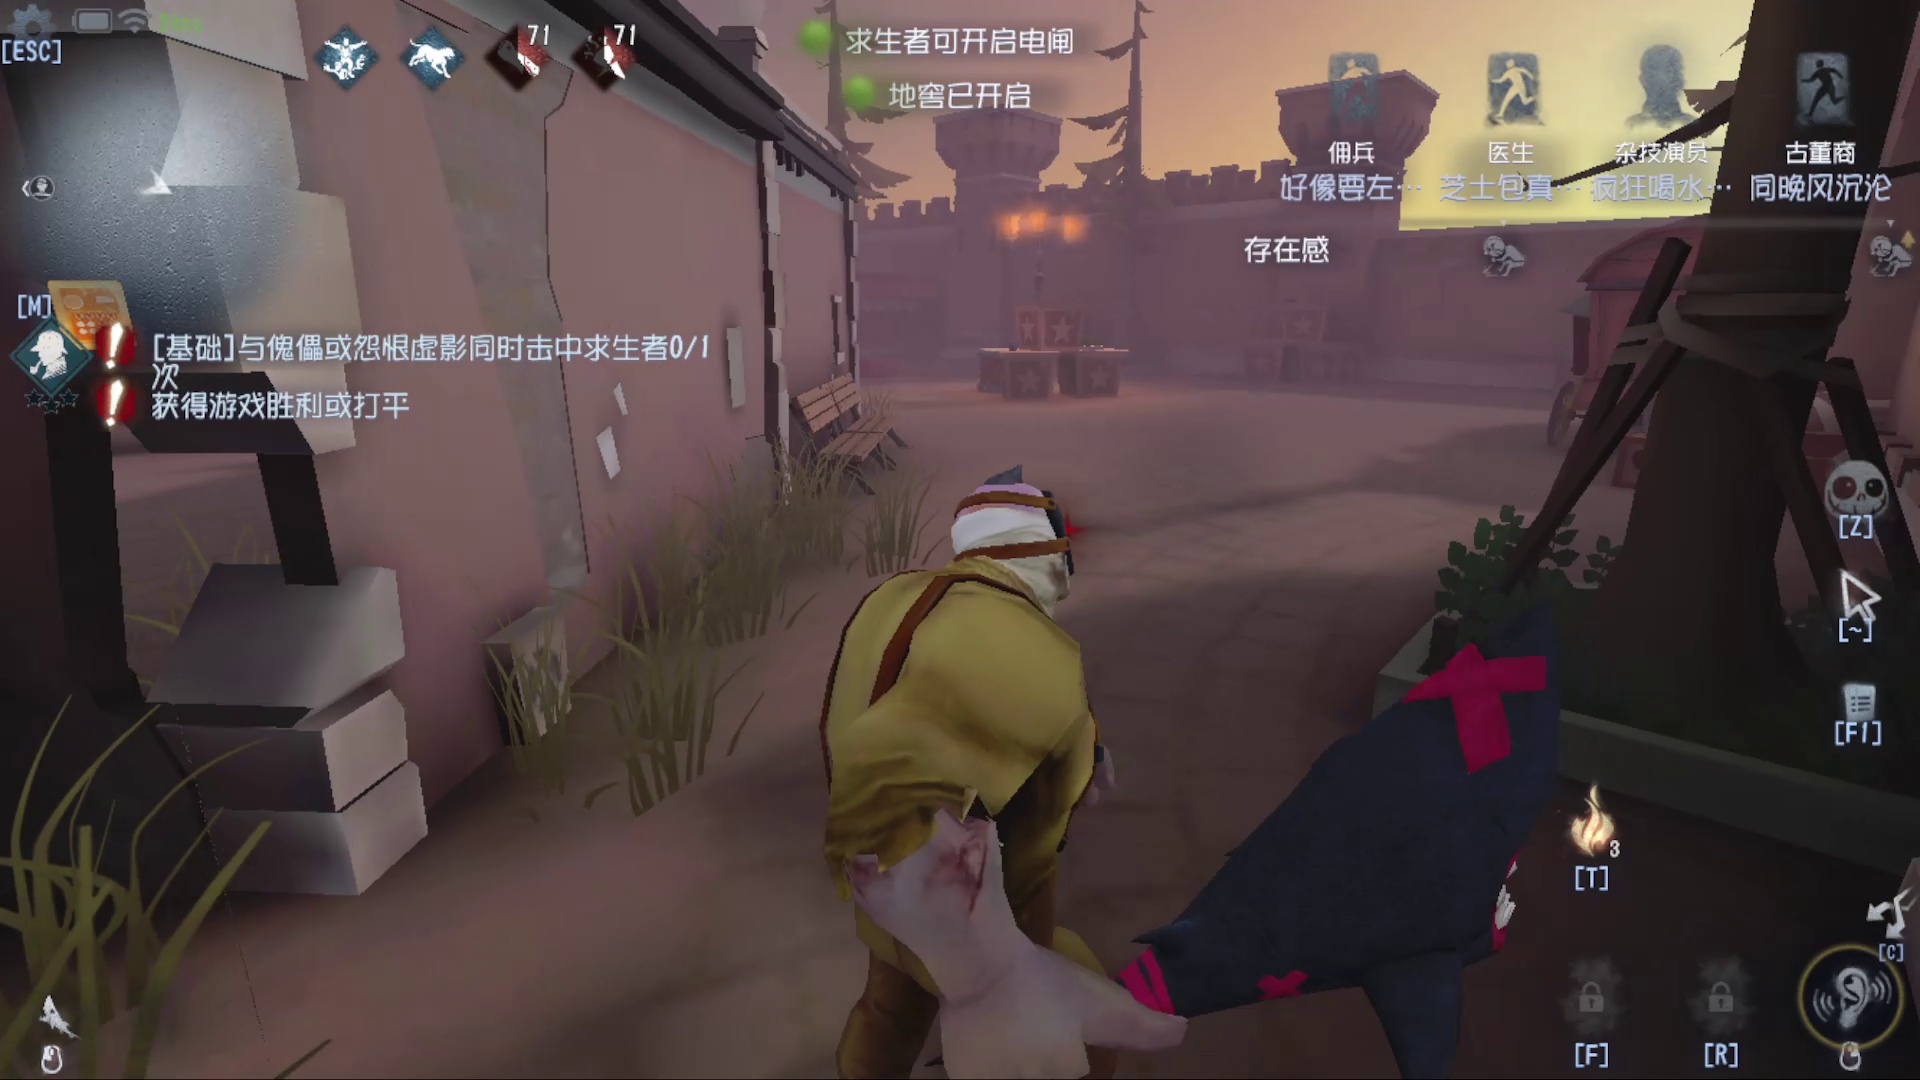 [ESC]
71
71
求生者可开启电闸
地窖已开启
佣兵
医生
杂技演员
古董商
好像要左…
芝士包真…
疯狂喝水…
同晚风沉沦
存在感
[M]
[基础]与傀儡或怨恨虚影同时击中求生者0/1
次
获得游戏胜利或打平
[Z]
[~]
[F1]
3
[T]
[C]
[F]
[R]